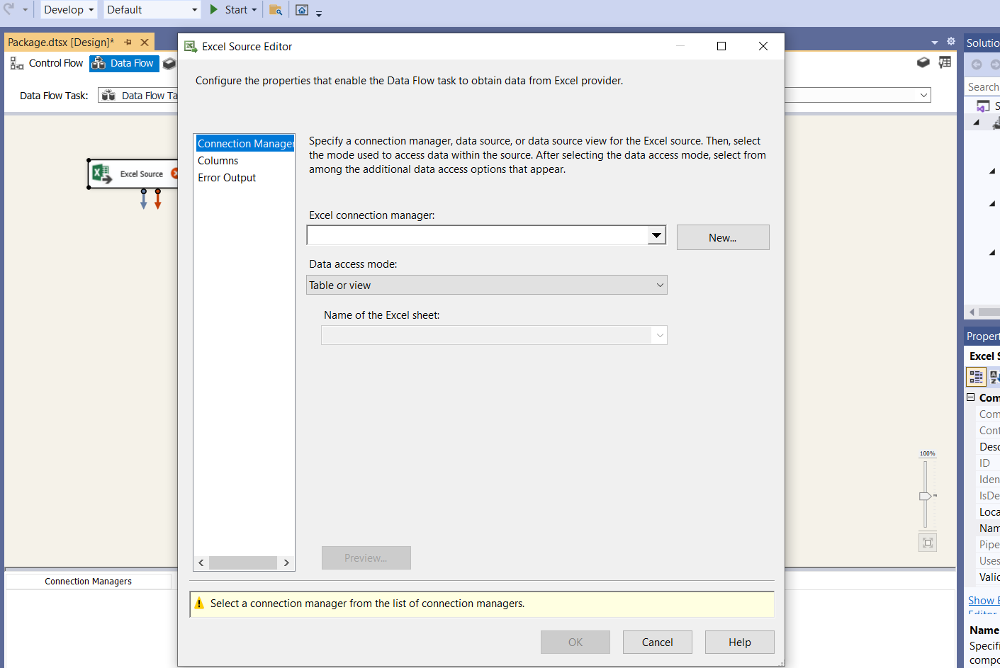 Develop
Default
Start
Package.dtsx [Design]*
Control Flow
Data Flow
Data Flow Task:
Data Flow Ta
Excel Source
Excel Source Editor
Configure the properties that enable the Data Flow task to obtain data from Excel provider.
Connection Manager
Columns
Error Output
Specify a connection manager, data source, or data source view for the Excel source. Then, select
the mode used to access data within the source. After selecting the data access mode, select from
among the additional data access options that appear.
Excel connection manager:
New...
Data access mode:
Table or view
Name of the Excel sheet:
Preview...
Select a connection manager from the list of connection managers.
OK
Cancel
Help
Connection Managers
100%
Solutio
Search
S
Propert
Excel S
Com
Com
Cont
Desc
ID
Iden
IsDe
Loca
Nam
Pipe
Uses
Valid
Show E
Editor
Name
Specifi
compo